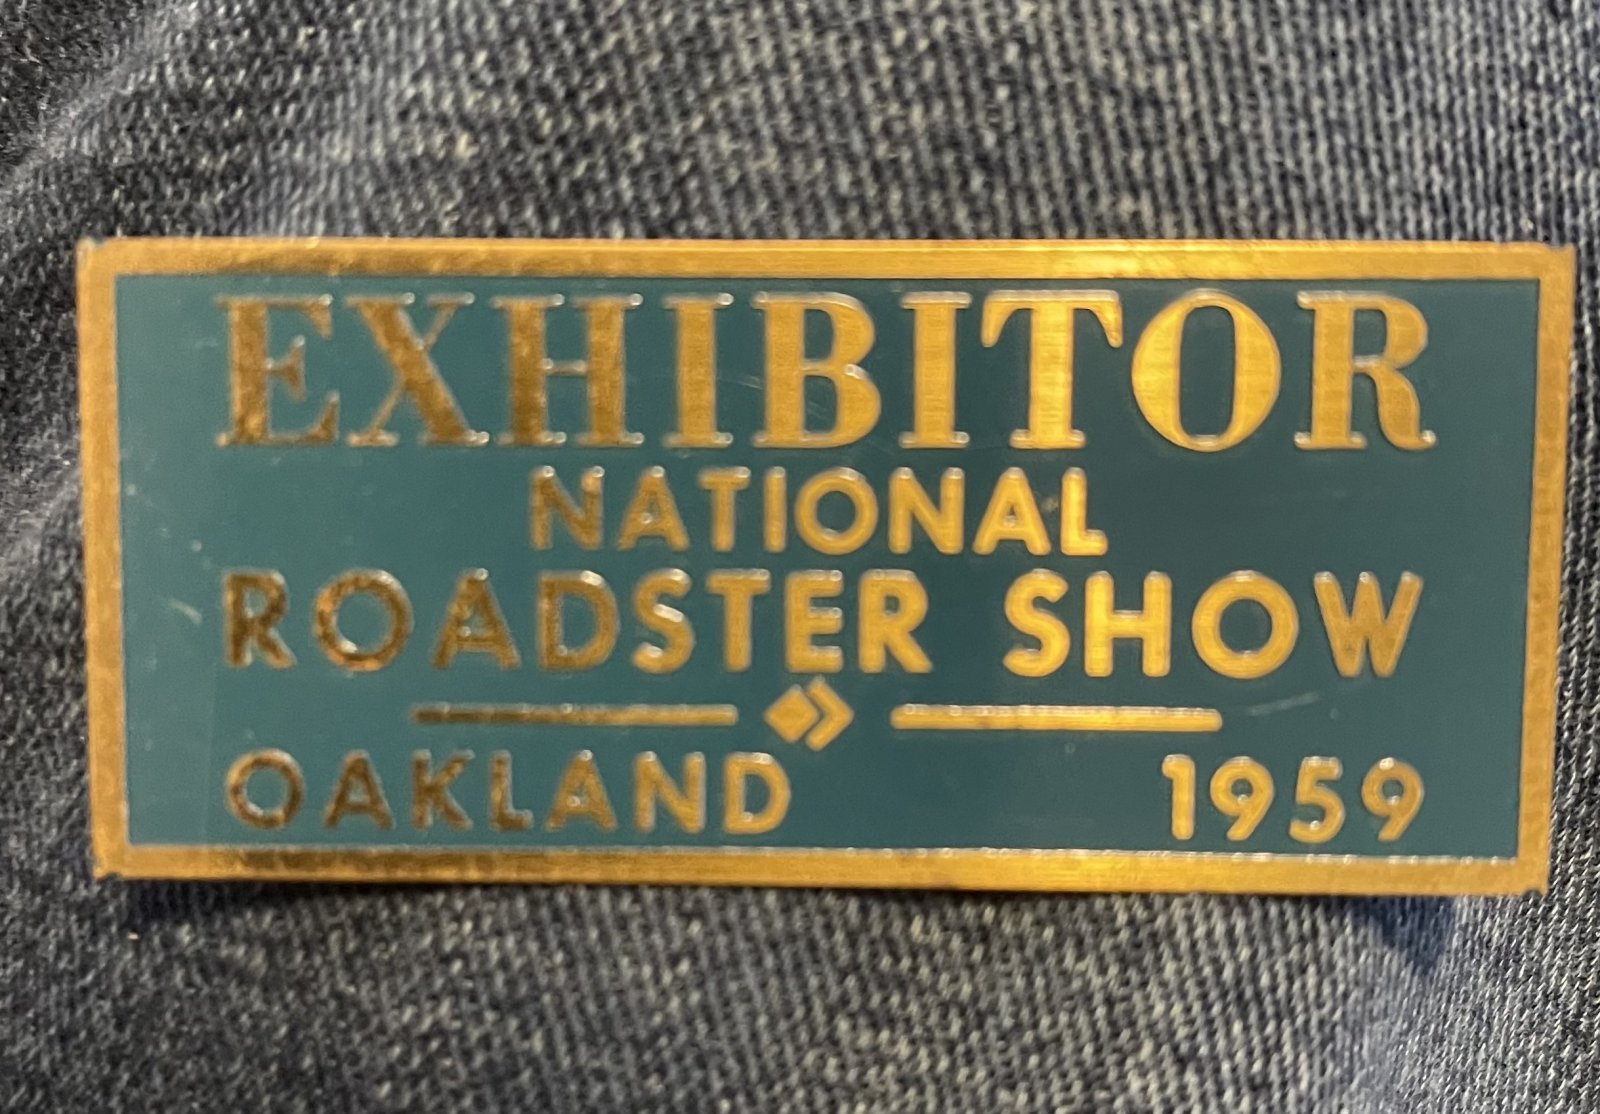 EXHIBITOR
NATIONAL
ROADSTER SHOW
OAKLAND 1959